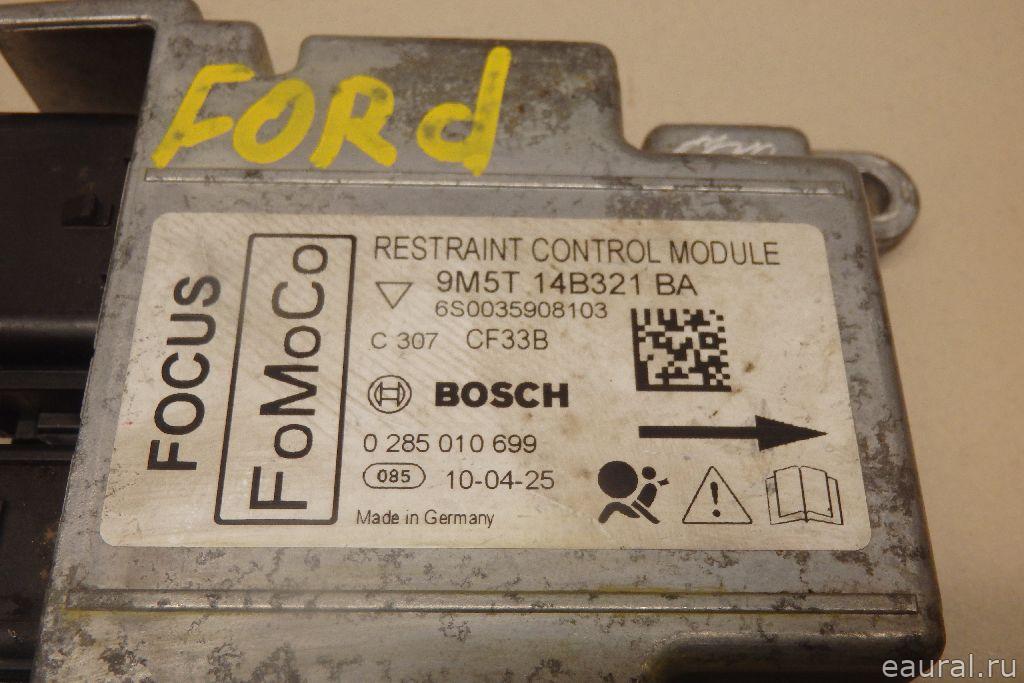 FORd
FOCUS
FoMoCo
RESTRAINT CONTROL MODULE
9M5T 14B321 BA
6S0035908103
C 307 CF33B
BOSCH
0 285 010 699
085 10-04-25
Made in Germany
eaural.ru